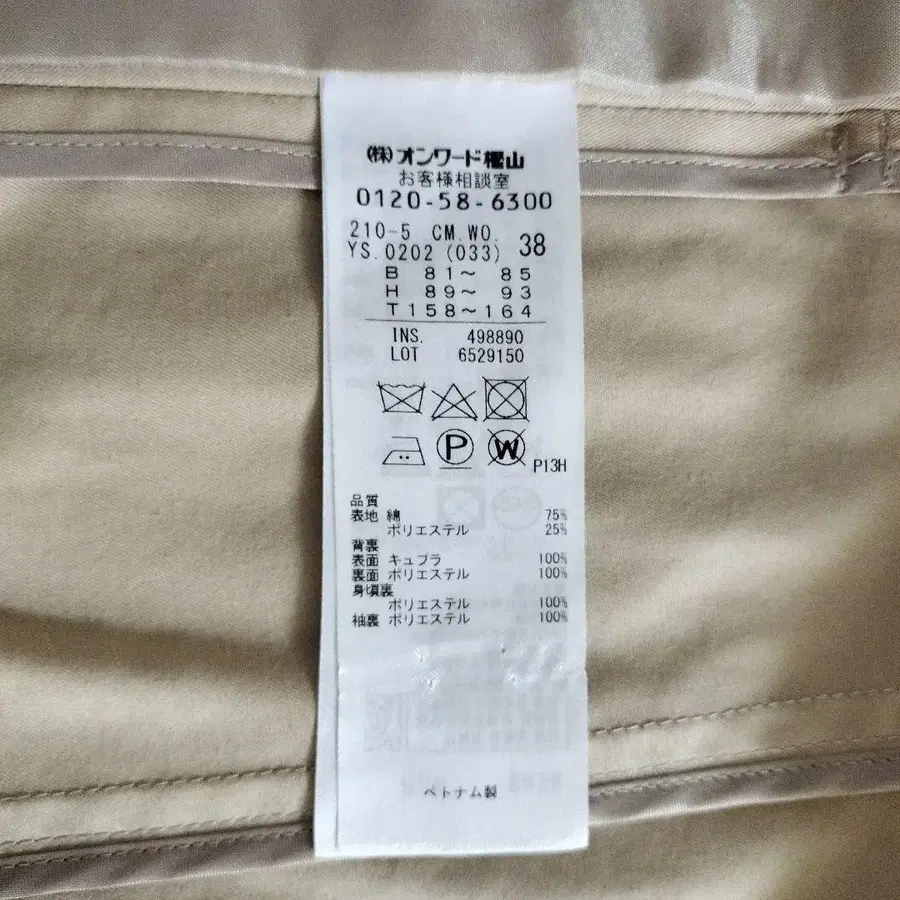 (株)オンワード樫山
お客様相談室
0120-58-6300
210-5 CM.WO.
YS.0202 (033) 38
B 81～ 85
H 89～ 93
T158～164
INS. 498890
LOT 6529150
P W P13H
品質
表地 綿 75%
ポリエステル 25%
背裏
表面 キュプラ 100%
裏面 ポリエステル 100%
身頃裏
ポリエステル 100%
袖裏 ポリエステル 100%
ベトナム製